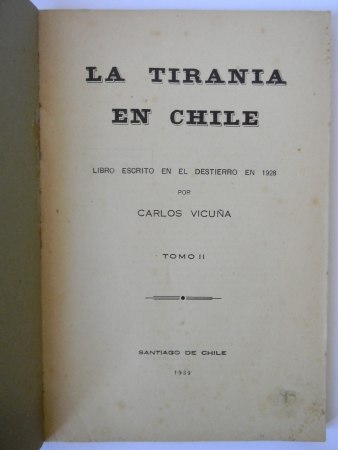 LA TIRANIA
EN CHILE
LIBRO ESCRITO EN EL DESTIERRO EN 1928
POR
CARLOS VICUÑA
TOMO II
SANTIAGO DE CHILE
1939